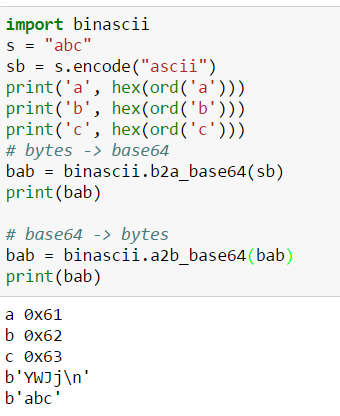 import binascii
s = "abc"
sb = s.encode("ascii")
print('a', hex(ord('a')))
print('b', hex(ord('b')))
print('c', hex(ord('c')))
# bytes -> base64
bab = binascii.b2a_base64(sb)
print(bab)
# base64 -> bytes
bab = binascii.a2b_base64(bab)
print(bab)
a 0x61
b 0x62
c 0x63
b'YWJj\n'
b'abc'